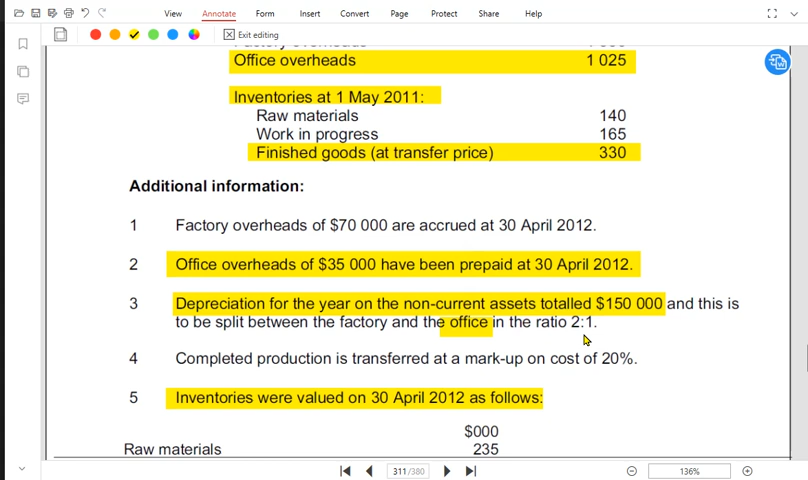 View Annotate Form Insert Convert Page Protect Share Help
Exit editing
Office overheads 1 025
Inventories at 1 May 2011:
Raw materials 140
Work in progress 165
Finished goods (at transfer price) 330
Additional information:
1 Factory overheads of $70 000 are accrued at 30 April 2012.
2 Office overheads of $35 000 have been prepaid at 30 April 2012.
3 Depreciation for the year on the non-current assets totalled $150 000 and this is
to be split between the factory and the office in the ratio 2:1.
4 Completed production is transferred at a mark-up on cost of 20%.
5 Inventories were valued on 30 April 2012 as follows:
$000
Raw materials 235
311/380 136%